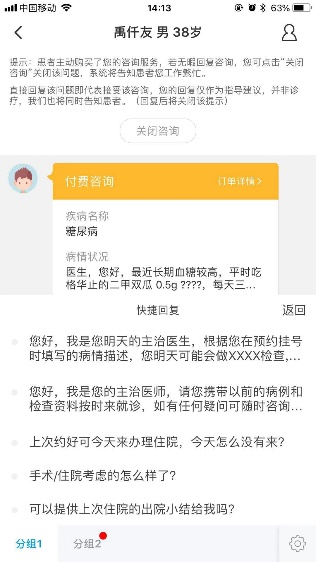 中国移动
14:13
63%
禹仟友 男 38岁
提示：患者主动购买了您的咨询服务，若无暇回复咨询，您可点击“关闭
咨询”关闭该问题，系统将告知患者您工作繁忙。
直接回复该问题即代表接受该咨询，您的回复仅作为指导建议，并非诊
疗，我们也将同时告知患者。（回复后将关闭该提示）
关闭咨询
付费咨询
订单详情
疾病名称
糖尿病
病情状况
医生，您好，最近长期血糖较高，平时吃
格华止的二甲双瓜 0.5g ????，每天三…
快捷回复
返回
您好，我是您明天的主治医生，根据您在预约挂号
时填写的病情描述，您明天可能会做XXXX检查,…
您好，我是您的主治医师，请您携带以前的病例和
检查资料按时来就诊，如有任何疑问可随时咨询…
上次约好可今天来办理住院，今天怎么没有来?
手术/住院考虑的怎么样了?
可以提供上次住院的出院小结给我吗?
分组1
分组2